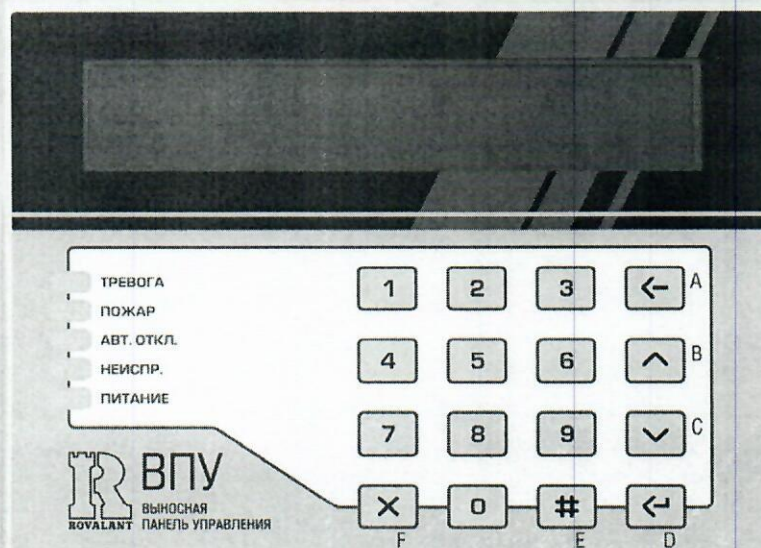 ТРЕВОГА
ПОЖАР
АВТ. ОТКЛ.
НЕИСПР.
ПИТАНИЕ
1 2 3 A
4 5 6 B
7 8 9 C
0 #
F E D
R
ROVALANT
ВПУ
ВЫНОСНАЯ
ПАНЕЛЬ УПРАВЛЕНИЯ